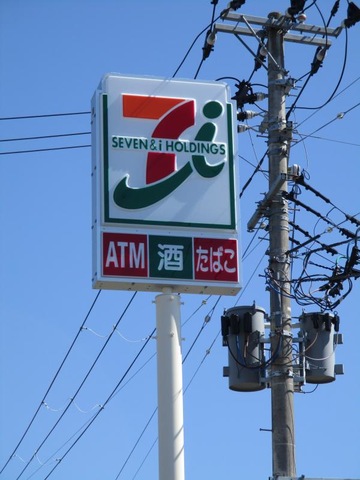 7i
SEVEN & i HOLDINGS
ATM 酒 たばこ